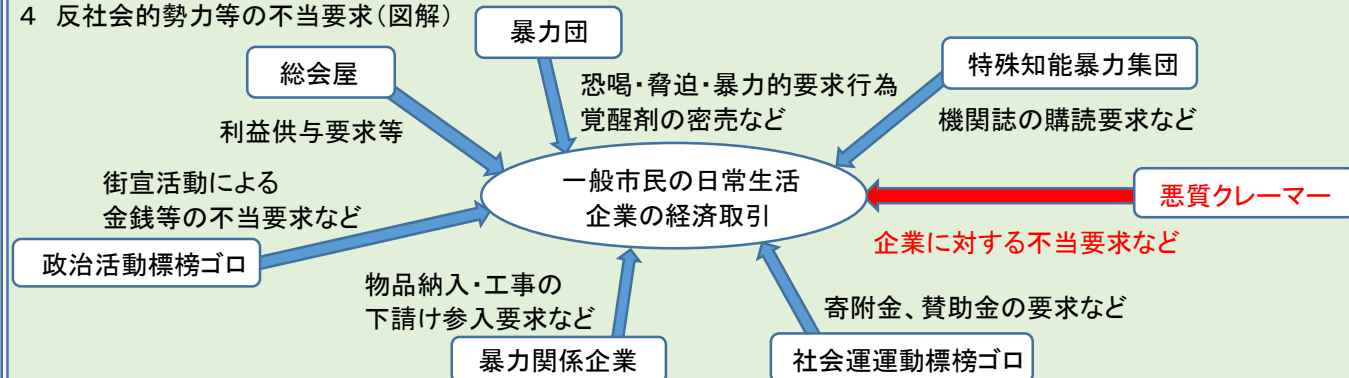 4 反社会的勢力等の不当要求(図解)
暴力団
総会屋
特殊知能暴力集団
恐喝・脅迫・暴力的要求行為
覚醒剤の密売など
利益供与要求等
機関誌の購読要求など
一般市民の日常生活
企業の経済取引
街宣活動による
金銭等の不当要求など
悪質クレーマー
企業に対する不当要求など
政治活動標榜ゴロ
物品納入・工事の
下請け参入要求など
寄附金、賛助金の要求など
暴力関係企業
社会運運動標榜ゴロ